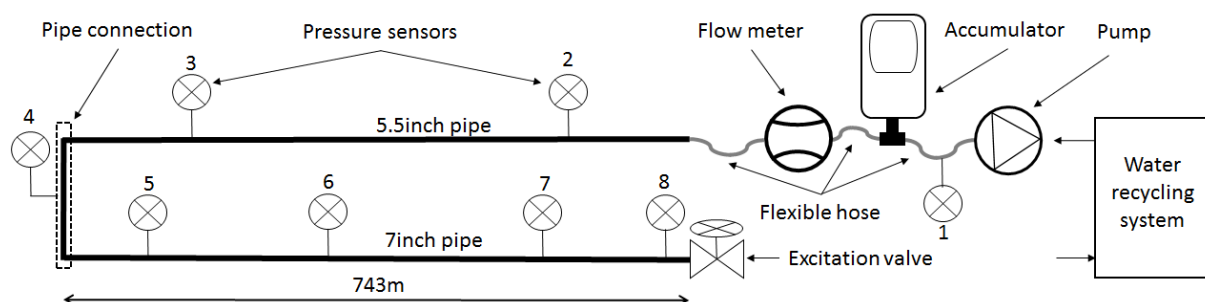 Pipe connection
Pressure sensors
Flow meter
Accumulator
Pump
3
2
4
5.5inch pipe
Water
recycling
system
5
6
7
8
Flexible hose
1
7inch pipe
Excitation valve
743m